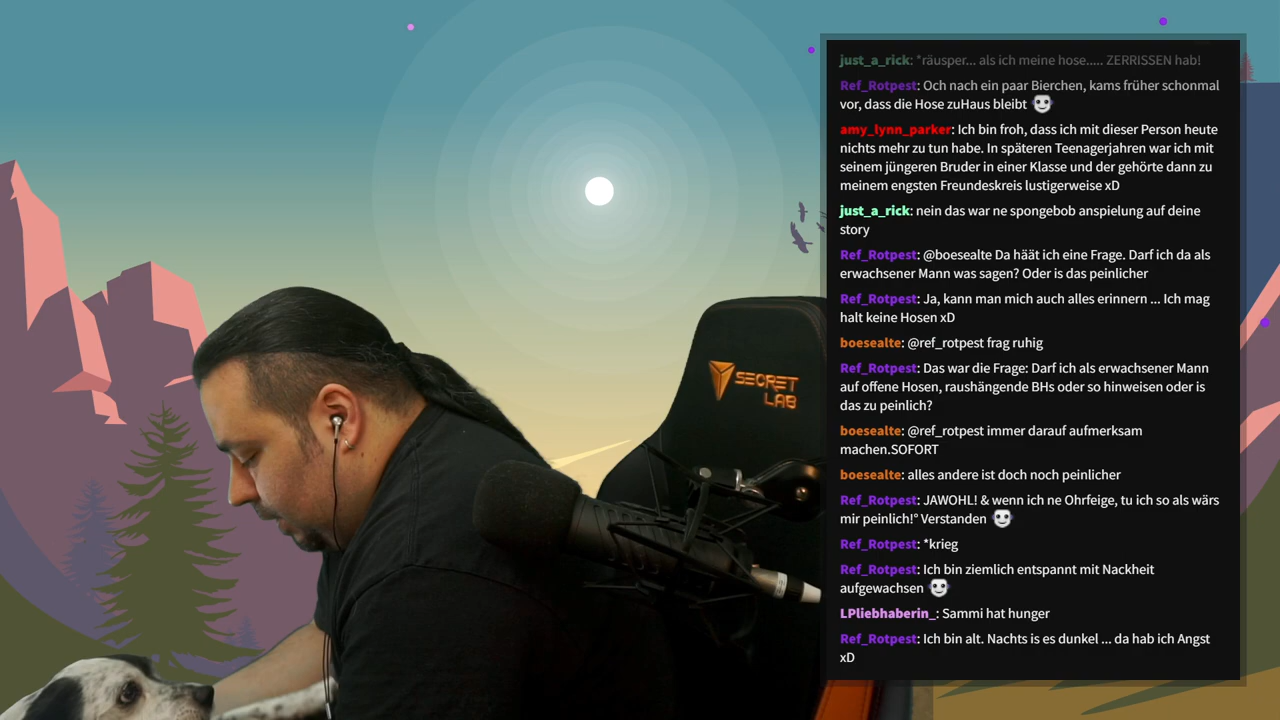 just_a_rick: *räusper... als ich meine hose..... ZERRISSEN hab!
Ref_Rotpest: Och nach ein paar Bierchen, kams früher schonmal
vor, dass die Hose zuHaus bleibt
amy_lynn_parker: Ich bin froh, dass ich mit dieser Person heute
nichts mehr zu tun habe. In späteren Teenagerjahren war ich mit
seinem jüngeren Bruder in einer Klasse und der gehörte dann zu
meinem engsten Freundeskreis lustigerweise xD
just_a_rick: nein das war ne spongebob anspielung auf deine
story
Ref_Rotpest: @boesealte Da häät ich eine Frage. Darf ich da als
erwachsener Mann was sagen? Oder is das peinlicher
Ref_Rotpest: Ja, kann man mich auch alles erinnern ... Ich mag
halt keine Hosen xD
boesealte: @ref_rotpest frag ruhig
Ref_Rotpest: Das war die Frage: Darf ich als erwachsener Mann
auf offene Hosen, raushängende BHs oder so hinweisen oder is
das zu peinlich?
boesealte: @ref_rotpest immer darauf aufmerksam
machen.SOFORT
boesealte: alles andere ist doch noch peinlicher
Ref_Rotpest: JAWOHL! & wenn ich ne Ohrfeige, tu ich so als wärs
mir peinlich!° Verstanden
Ref_Rotpest: *krieg
Ref_Rotpest: Ich bin ziemlich entspannt mit Nackheit
aufgewachsen
LPliebhaberin_: Sammi hat hunger
Ref_Rotpest: Ich bin alt. Nachts is es dunkel ... da hab ich Angst
xD
SECRET
LAB